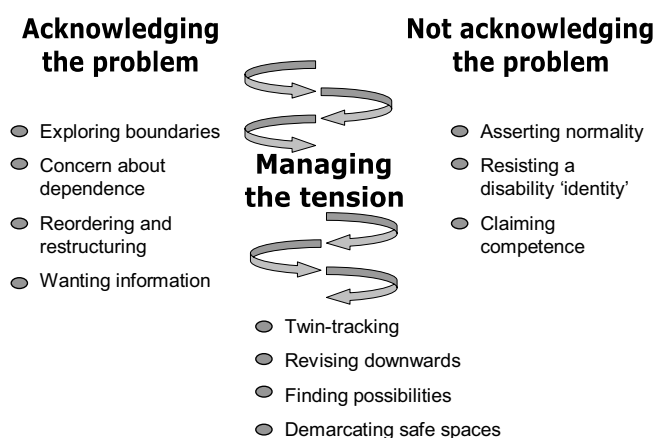 Acknowledging
the problem
Exploring boundaries
Concern about
dependence
Reordering and
restructuring
Wanting information
Not acknowledging
the problem
Asserting normality
Resisting a
disability ‘identity’
Claiming
competence
Managing
the tension
Twin-tracking
Revising downwards
Finding possibilities
Demarcating safe spaces